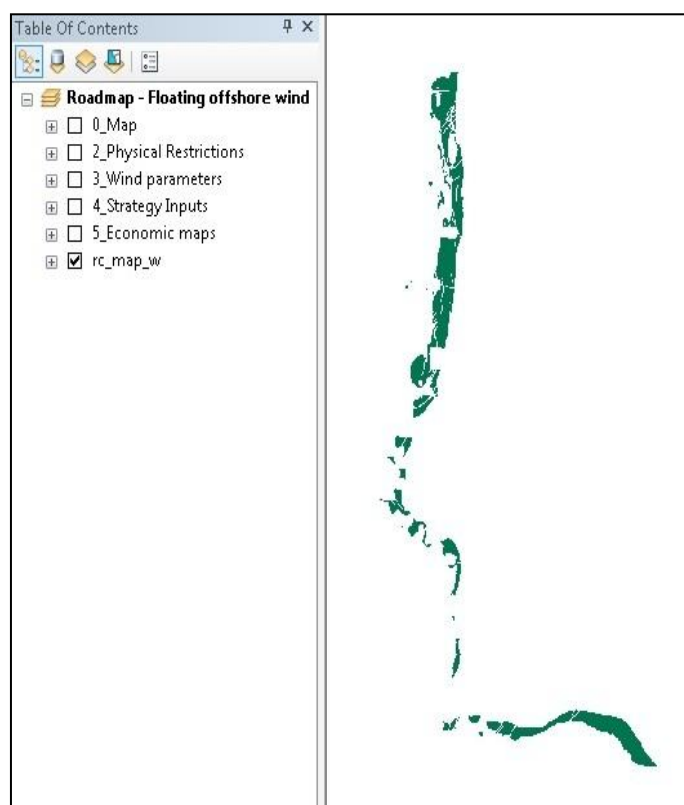 Table Of Contents
Roadmap - Floating offshore wind
0_Map
2_Physical Restrictions
3_Wind parameters
4_Strategy Inputs
5_Economic maps
rc_map_w